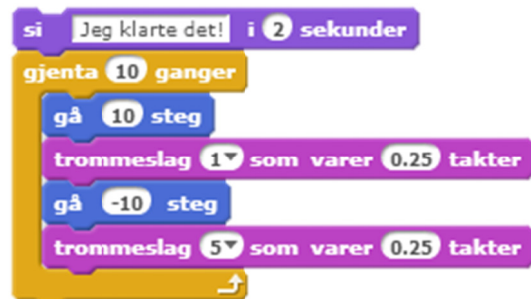 si Jeg klarte det! i 2 sekunder
gjenta 10 ganger
gå 10 steg
trommeslag 1 som varer 0.25 takter
gå -10 steg
trommeslag 5 som varer 0.25 takter